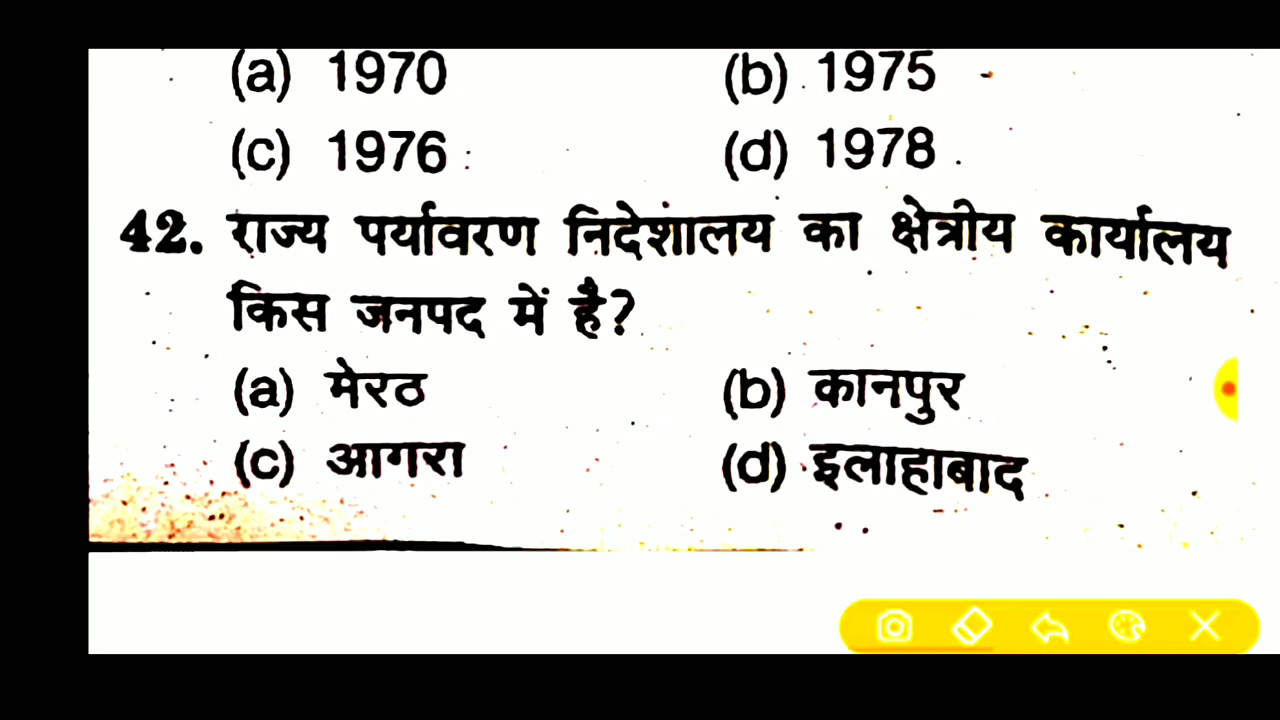 (a) 1970 (b) 1975
(c) 1976 (d) 1978
42. राज्य पर्यावरण निदेशालय का क्षेत्रीय कार्यालय
किस जनपद में है?
(a) मेरठ (b) कानपुर
(c) आगरा (d) इलाहाबाद